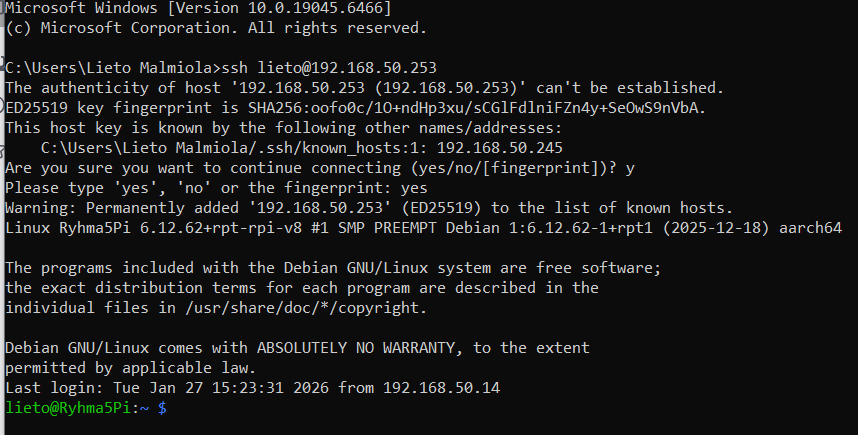 Microsoft Windows [Version 10.0.19045.6466]
(c) Microsoft Corporation. All rights reserved.
C:\Users\Lieto Malmiola>ssh lieto@192.168.50.253
The authenticity of host '192.168.50.253 (192.168.50.253)' can't be established.
ED25519 key fingerprint is SHA256:oofo0c/1O+ndHp3xu/sCGlFdlniFZn4y+SeOwS9nVbA.
This host key is known by the following other names/addresses:
    C:\Users\Lieto Malmiola/.ssh/known_hosts:1: 192.168.50.245
Are you sure you want to continue connecting (yes/no/[fingerprint])? y
Please type 'yes', 'no' or the fingerprint: yes
Warning: Permanently added '192.168.50.253' (ED25519) to the list of known hosts.
Linux Ryhma5Pi 6.12.62+rpt-rpi-v8 #1 SMP PREEMPT Debian 1:6.12.62-1+rpt1 (2025-12-18) aarch64
The programs included with the Debian GNU/Linux system are free software;
the exact distribution terms for each program are described in the
individual files in /usr/share/doc/*/copyright.
Debian GNU/Linux comes with ABSOLUTELY NO WARRANTY, to the extent
permitted by applicable law.
Last login: Tue Jan 27 15:23:31 2026 from 192.168.50.14
lieto@Ryhma5Pi:~ $